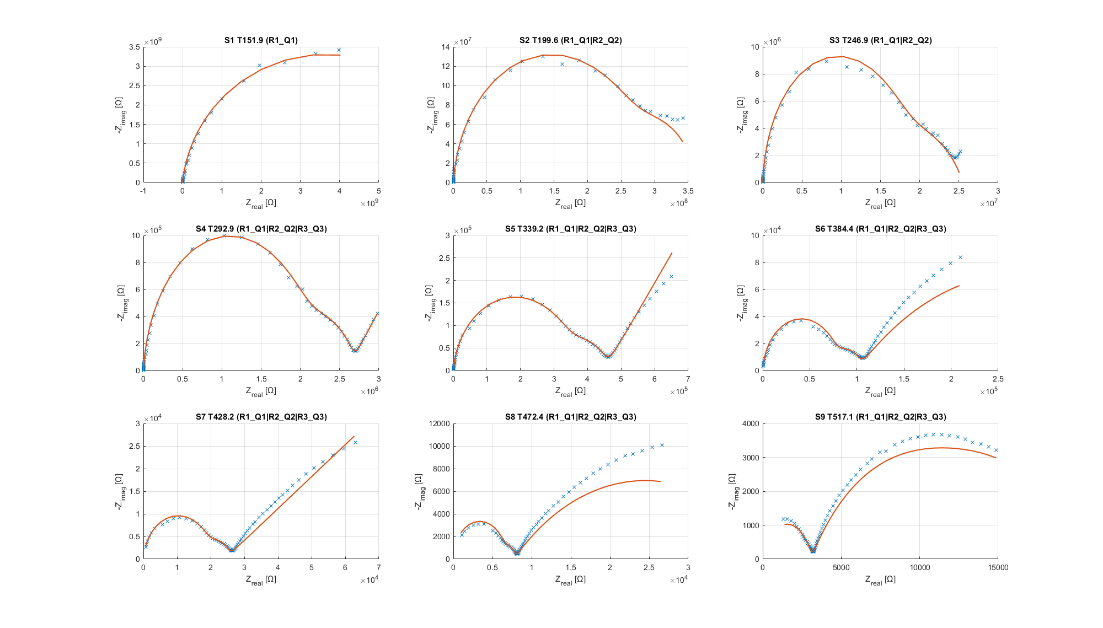 S1 T151.9 (R1_Q1)
×10⁹
3.5
3
2.5
2
1.5
1
0.5
0
-Z_imag [Ω]
-1 0 1 2 3 4 5
Z_real [Ω]
×10⁹
S2 T199.6 (R1_Q1|R2_Q2)
×10⁷
14
12
10
8
6
4
2
0
-Z_imag [Ω]
0 0.5 1 1.5 2 2.5 3 3.5
Z_real [Ω]
×10⁸
S3 T246.9 (R1_Q1|R2_Q2)
×10⁶
10
8
6
4
2
0
-Z_imag [Ω]
0 0.5 1 1.5 2 2.5 3
Z_real [Ω]
×10⁷
S4 T292.9 (R1_Q1|R2_Q2|R3_Q3)
×10⁵
10
8
6
4
2
0
-Z_imag [Ω]
0 0.5 1 1.5 2 2.5 3
Z_real [Ω]
×10⁶
S5 T339.2 (R1_Q1|R2_Q2|R3_Q3)
×10⁵
3
2.5
2
1.5
1
0.5
0
-Z_imag [Ω]
0 1 2 3 4 5 6 7
Z_real [Ω]
×10⁵
S6 T384.4 (R1_Q1|R2_Q2|R3_Q3)
×10⁴
10
8
6
4
2
0
-Z_imag [Ω]
0 0.5 1 1.5 2 2.5
Z_real [Ω]
×10⁵
S7 T428.2 (R1_Q1|R2_Q2|R3_Q3)
×10⁴
3
2.5
2
1.5
1
0.5
0
-Z_imag [Ω]
0 1 2 3 4 5 6 7
Z_real [Ω]
×10⁴
S8 T472.4 (R1_Q1|R2_Q2|R3_Q3)
12000
10000
8000
6000
4000
2000
0
-Z_imag [Ω]
0 0.5 1 1.5 2 2.5 3
Z_real [Ω]
×10⁴
S9 T517.1 (R1_Q1|R2_Q2|R3_Q3)
4000
3000
2000
1000
0
-Z_imag [Ω]
0 5000 10000 15000
Z_real [Ω]